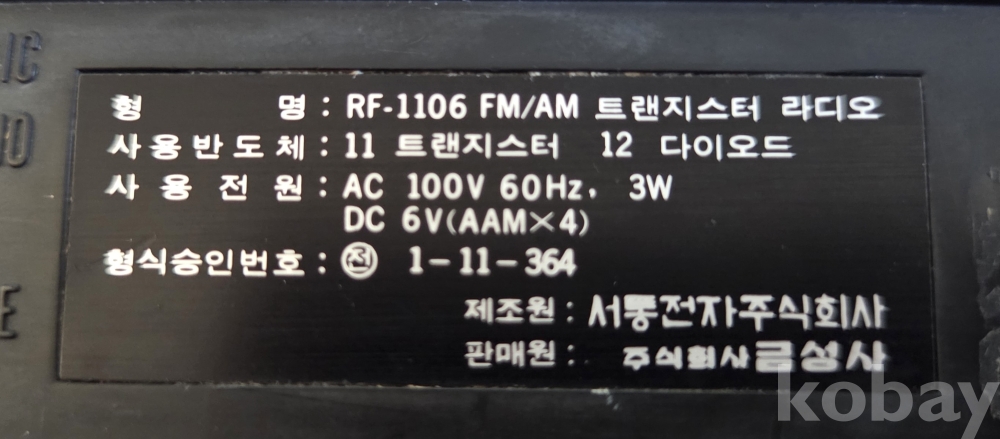 IC
형 명 : RF-1106 FM/AM 트랜지스터 라디오
사용반도체 : 11 트랜지스터 12 다이오드
사 용 전 원 : AC 100V 60Hz, 3W
DC 6V(AAM×4)
형식승인번호 : ㊉전 1-11-364
제조원 : 서통전자주식회사
판매원 : 주식회사 금성사
kobay